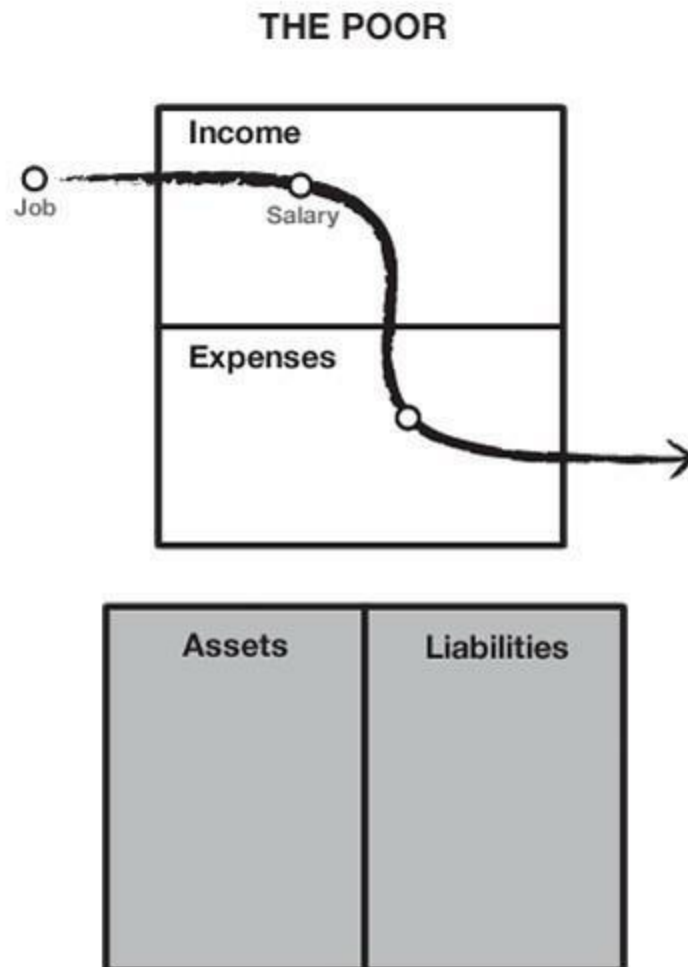 THE POOR
Income
Job
Salary
Expenses
Assets
Liabilities